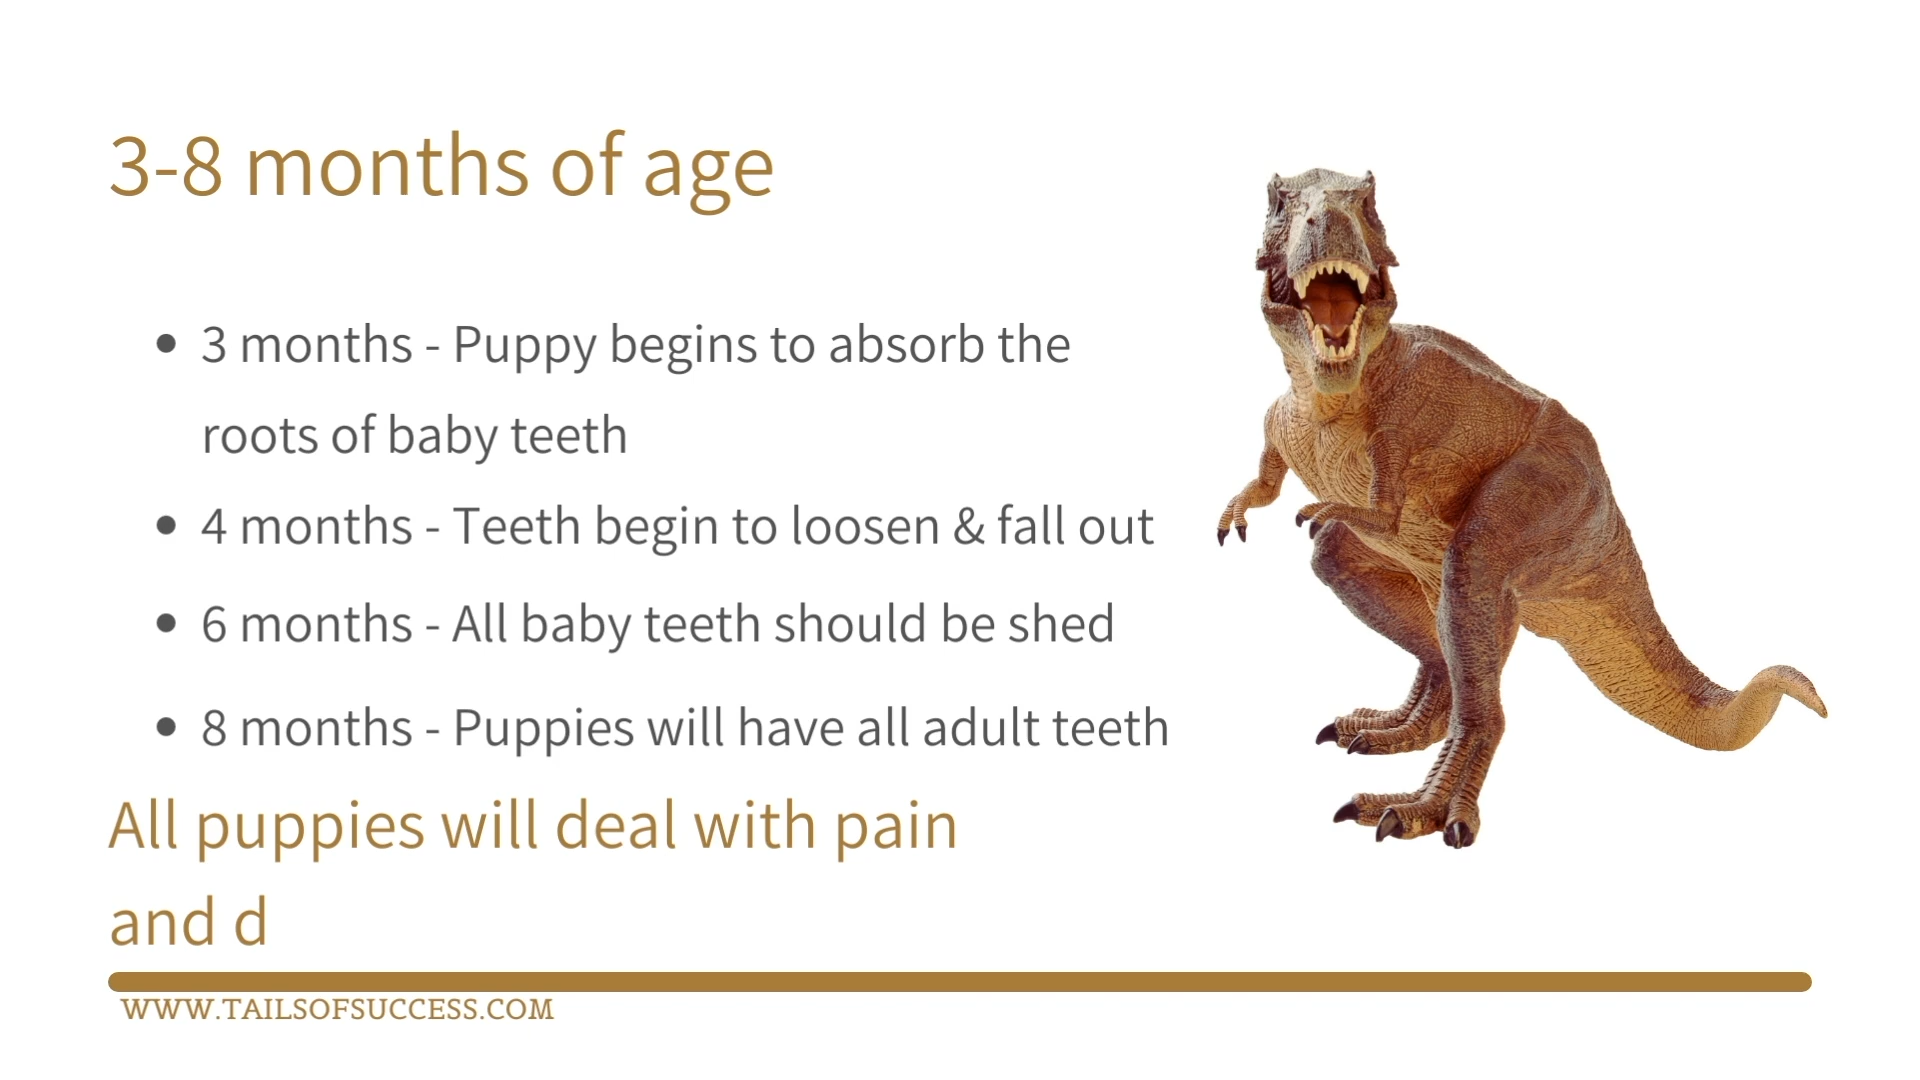 3-8 months of age
• 3 months - Puppy begins to absorb the
roots of baby teeth
• 4 months - Teeth begin to loosen & fall out
• 6 months - All baby teeth should be shed
• 8 months - Puppies will have all adult teeth
All puppies will deal with pain
and d
WWW.TAILSOFSUCCESS.COM